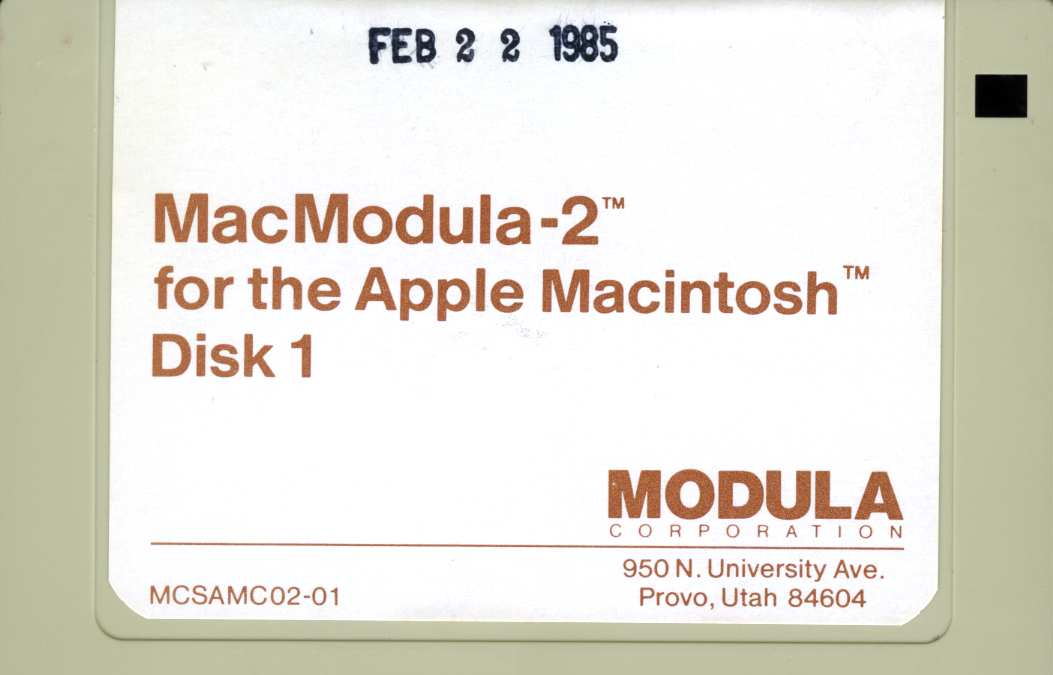 FEB 2 2 1985
MacModula-2™
for the Apple Macintosh™
Disk 1
MODULA
CORPORATION
950 N. University Ave.
MCSAMC02-01
Provo, Utah 84604